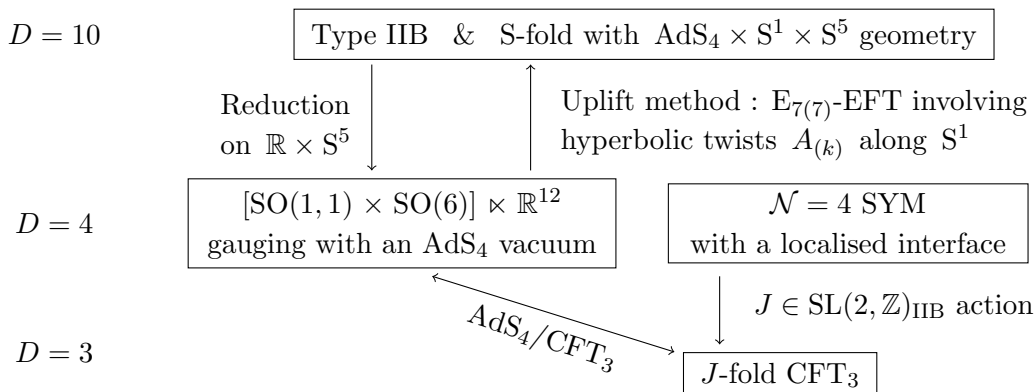 D = 10
Type IIB & S-fold with AdS₄ × S¹ × S⁵ geometry
Reduction
on ℝ × S⁵
Uplift method : E₇₍₇₎-EFT involving
hyperbolic twists A₍ₖ₎ along S¹
D = 4
[SO(1, 1) × SO(6)] ⋉ ℝ¹²
gauging with an AdS₄ vacuum
𝒩 = 4 SYM
with a localised interface
AdS₄/CFT₃
J ∈ SL(2, ℤ)IIB action
D = 3
J-fold CFT₃